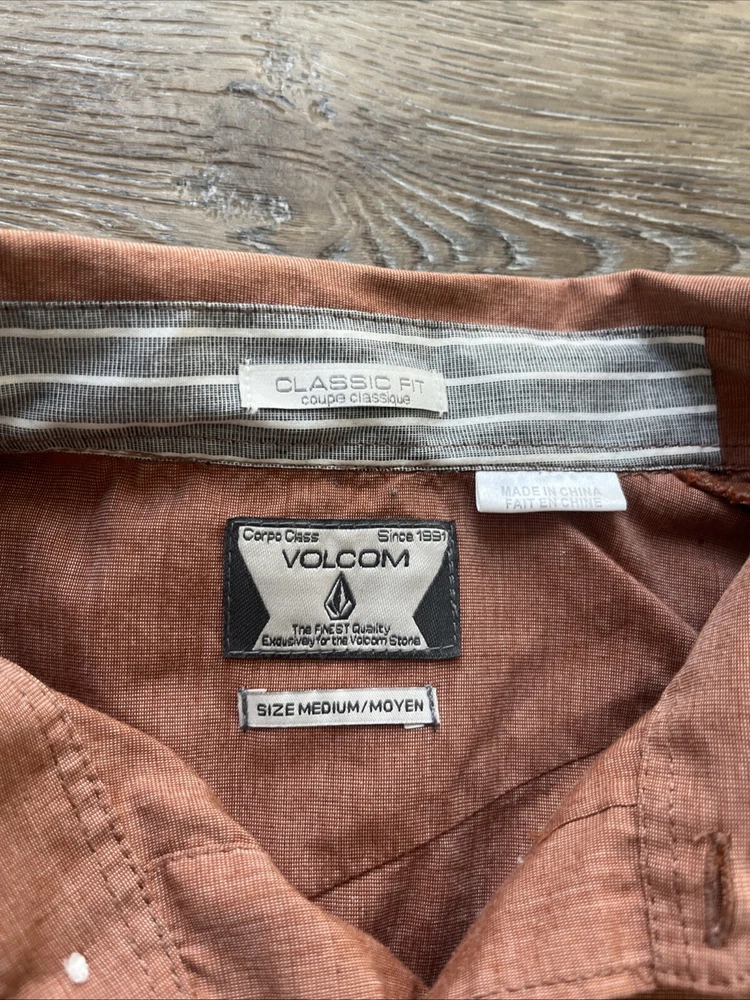 CLASSIC FIT
coupe classique
MADE IN CHINA
FAIT EN CHINE
Corpo Class Since 1991
VOLCOM
The FINEST Quality
Exclusively for the Volcom Stone
SIZE MEDIUM/MOYEN